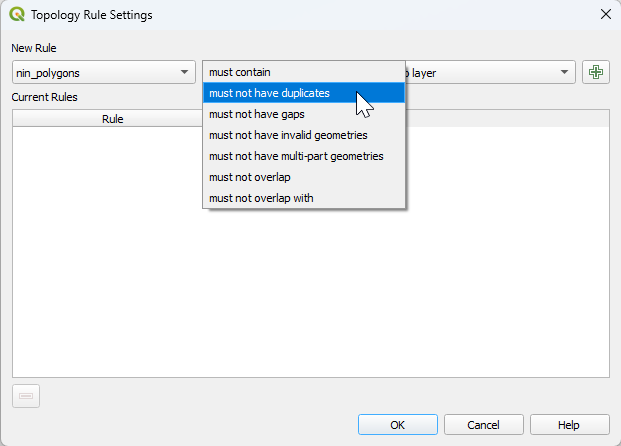 Topology Rule Settings
New Rule
nin_polygons
layer
must contain
must not have duplicates
must not have gaps
must not have invalid geometries
must not have multi-part geometries
must not overlap
must not overlap with
Current Rules
Rule
OK
Cancel
Help